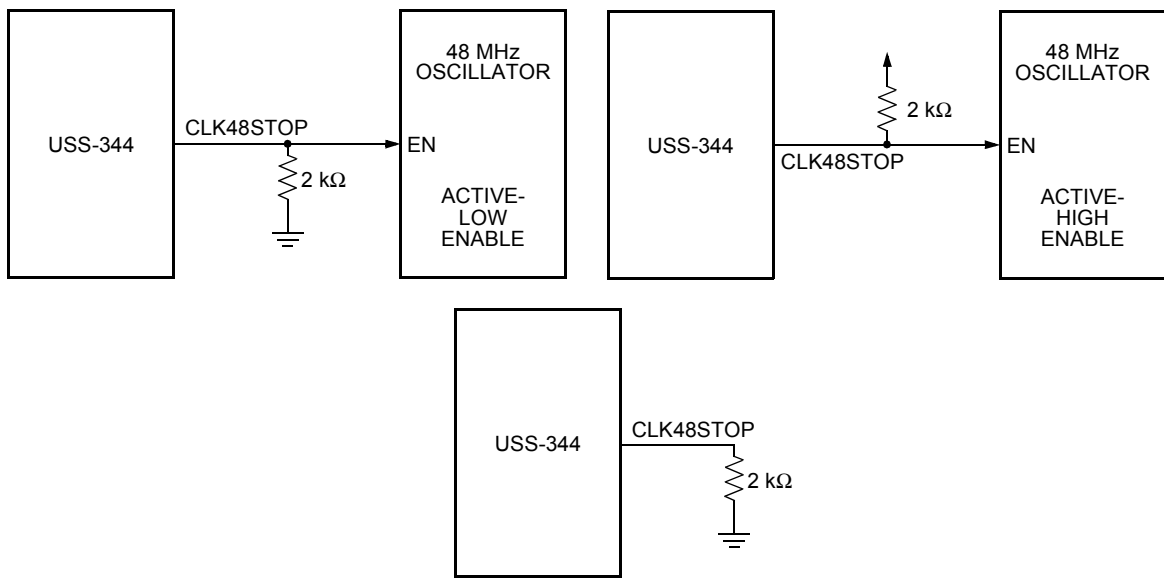 USS-344
CLK48STOP
2 kΩ
48 MHz
OSCILLATOR
EN
ACTIVE-
LOW
ENABLE
USS-344
CLK48STOP
2 kΩ
48 MHz
OSCILLATOR
EN
ACTIVE-
HIGH
ENABLE
USS-344
CLK48STOP
2 kΩ